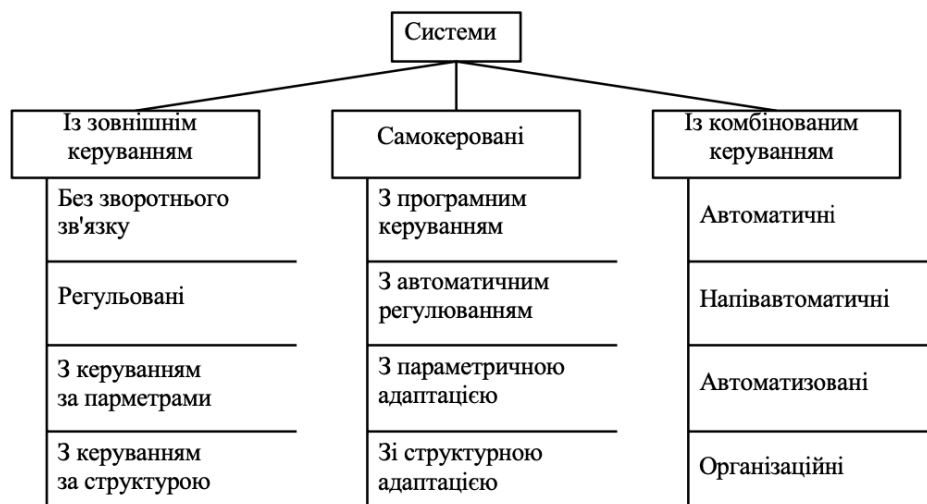 Системи
Із зовнішнім
керуванням
Без зворотнього
зв'язку
Регульовані
З керуванням
за парметрами
З керуванням
за структурою
Самокеровані
З програмним
керуванням
З автоматичним
регулюванням
З параметричною
адаптацією
Зі структурною
адаптацією
Із комбінованим
керуванням
Автоматичні
Напівавтоматичні
Автоматизовані
Організаційні